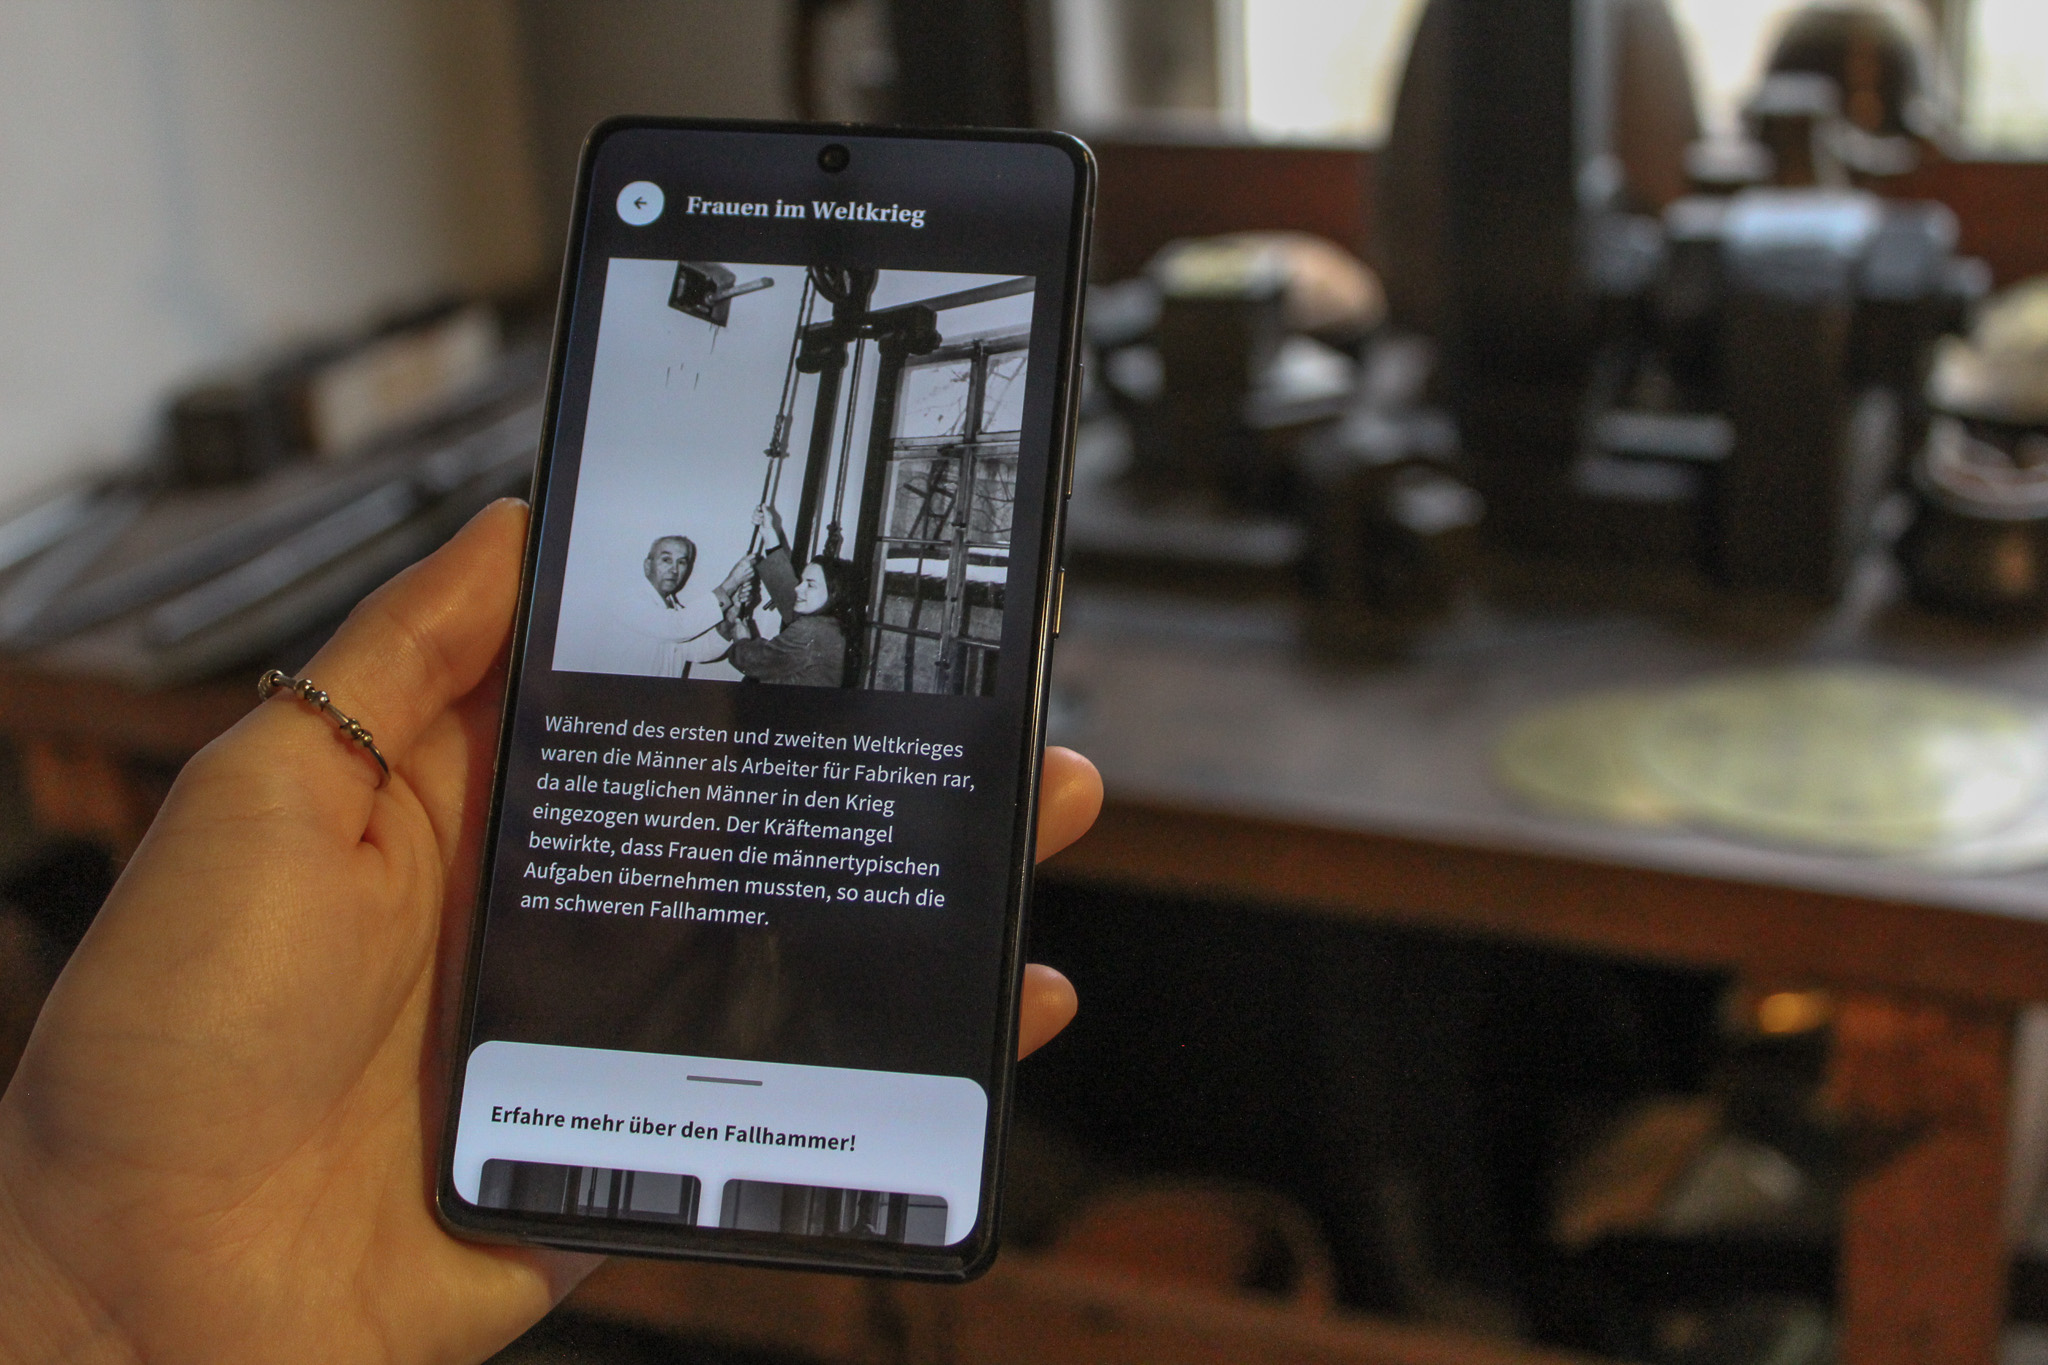 Frauen im Weltkrieg
Während des ersten und zweiten Weltkrieges
waren die Männer als Arbeiter für Fabriken rar,
da alle tauglichen Männer in den Krieg
eingezogen wurden. Der Kräftemangel
bewirkte, dass Frauen die männertypischen
Aufgaben übernehmen mussten, so auch die
am schweren Fallhammer.
Erfahre mehr über den Fallhammer!